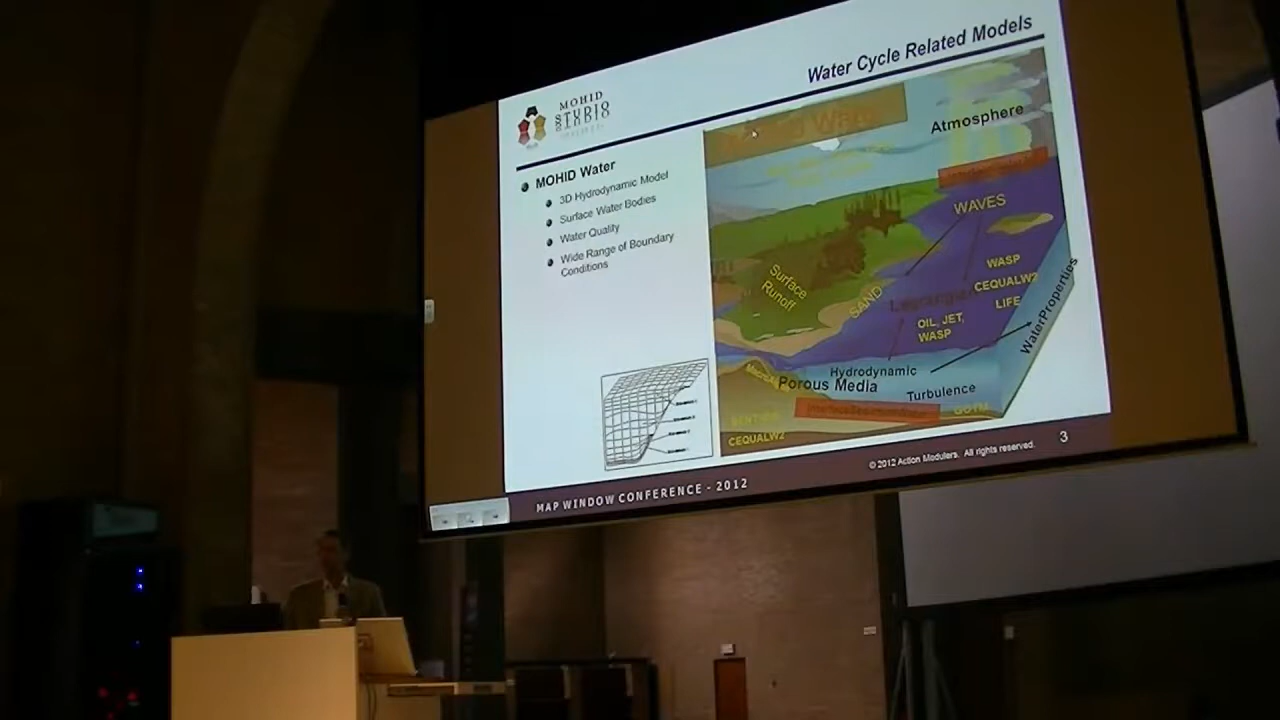 Water Cycle Related Models
MOHID
STUDIO
MOHID Water
3D Hydrodynamic Model
Surface Water Bodies
Water Quality
Wide Range of Boundary
Conditions
Atmosphere
WAVES
Surface
Runoff
SAND
WASP
CEQUALW2
LIFE
OIL, JET,
WASP
WaterProperties
Hydrodynamic
Porous Media
Turbulence
GOTM
CEQUALW2
© 2012 Action Modulers. All rights reserved.
3
MAP WINDOW CONFERENCE - 2012